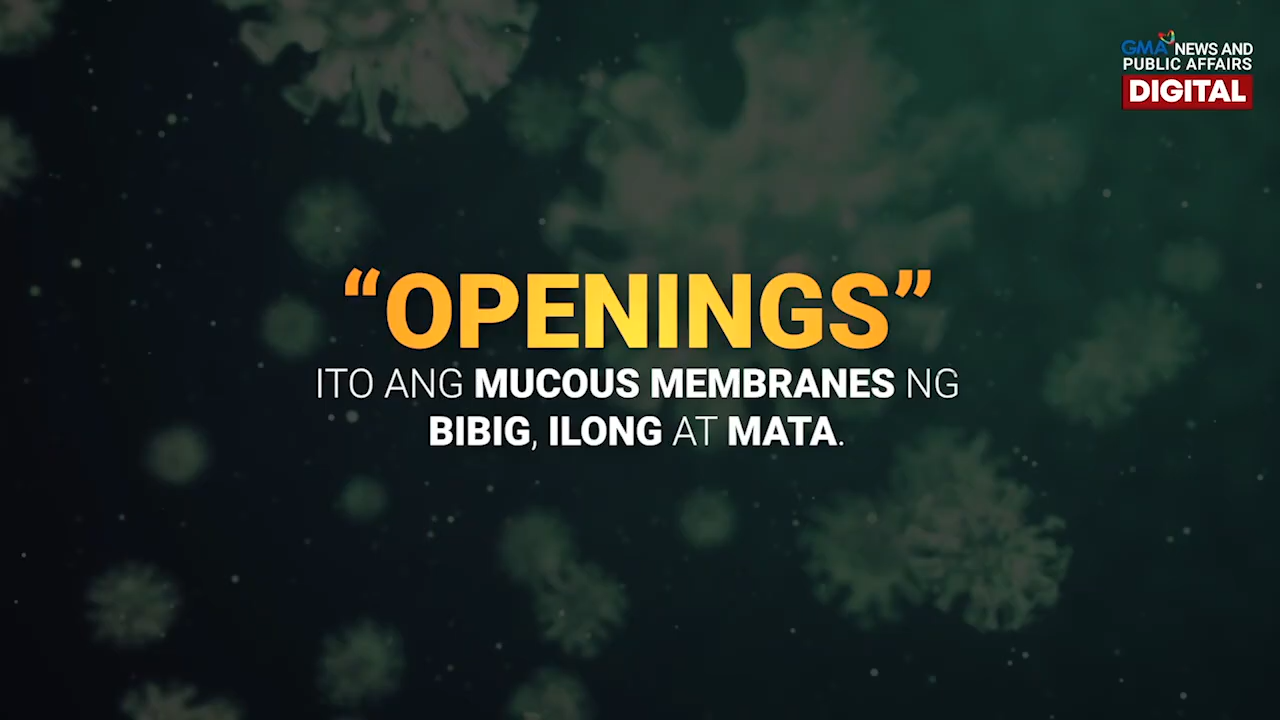 GMA NEWS AND
PUBLIC AFFAIRS
DIGITAL
“OPENINGS”
ITO ANG MUCOUS MEMBRANES NG
BIBIG, ILONG AT MATA.